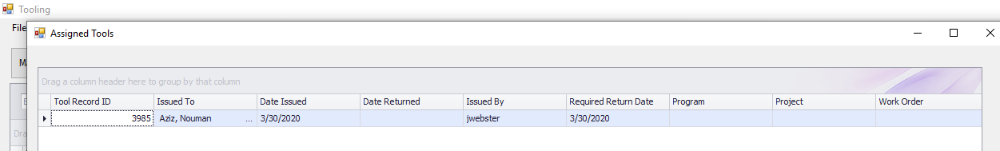 Tooling
File
Assigned Tools
Drag a column header here to group by that column
Tool Record ID Issued To Date Issued Date Returned Issued By Required Return Date Program Project Work Order
3985 Aziz, Nouman ... 3/30/2020 jwebster 3/30/2020